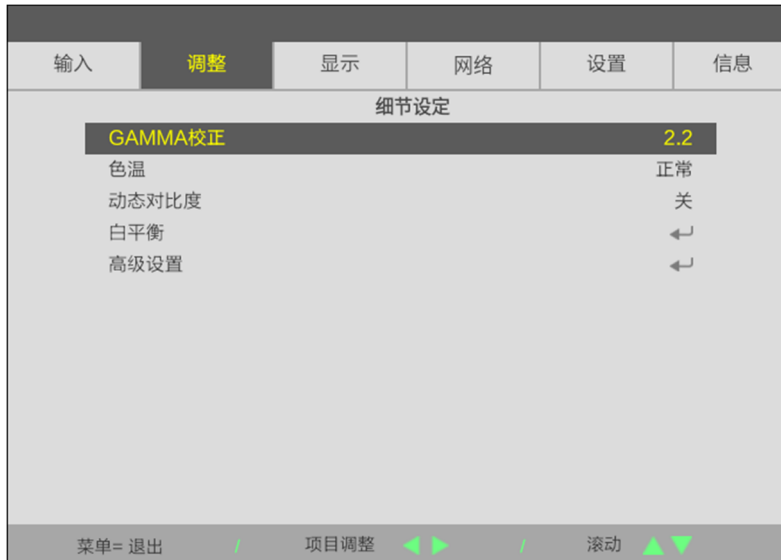 输入 调整 显示 网络 设置 信息
细节设定
GAMMA校正 2.2
色温 正常
动态对比度 关
白平衡
高级设置
菜单= 退出 / 项目调整 / 滚动